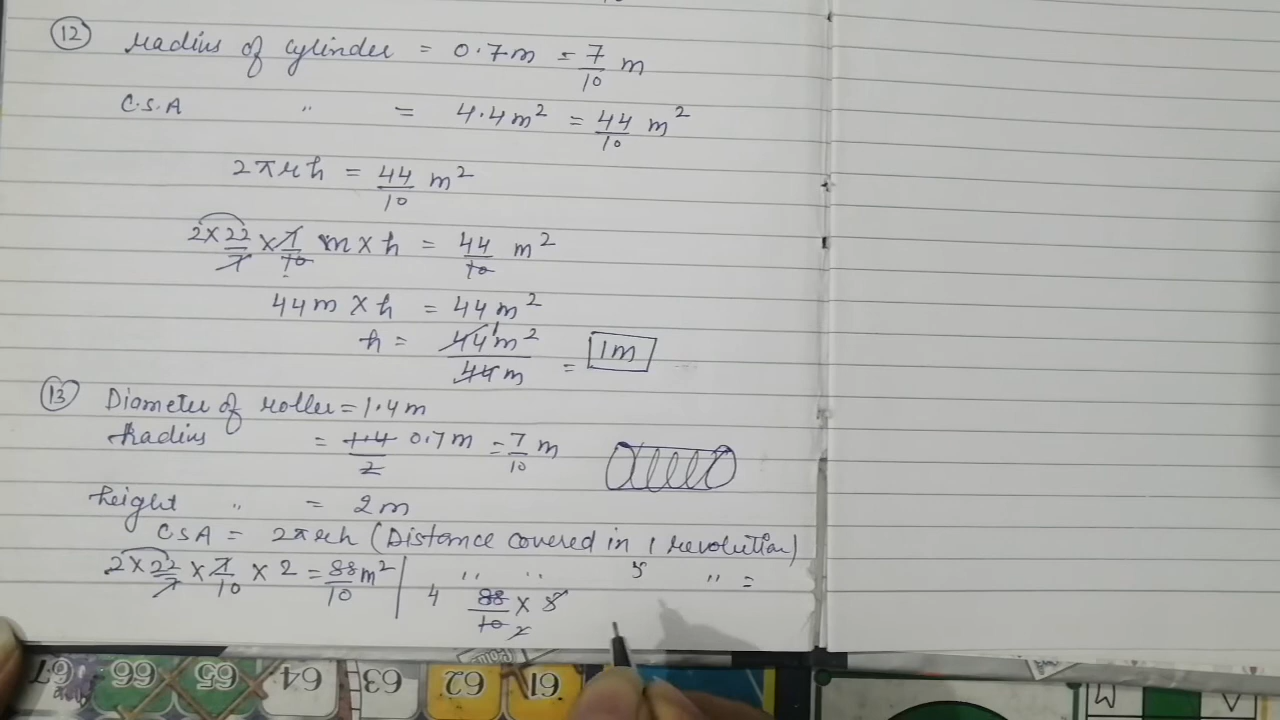 (12) radius of cylinder = 0.7m = 7/10 m
C.S.A " = 4.4m² = 44/10 m²
2πrh = 44/10 m²
2×22/7 × 7/10 m × h = 44/10 m²
44m × h = 44m²
h = 44m²/44m = 1m
(13) Diameter of roller = 1.4m
Radius = 1.4/2 0.7m = 7/10 m
height " = 2m
CSA = 2πrh (Distance covered in 1 revolution)
2×22/7 × 7/10 × 2 = 88/10 m² | " " 5 " =
4 88/10 × 5
2
67 66 65 64 63 62 61
M A